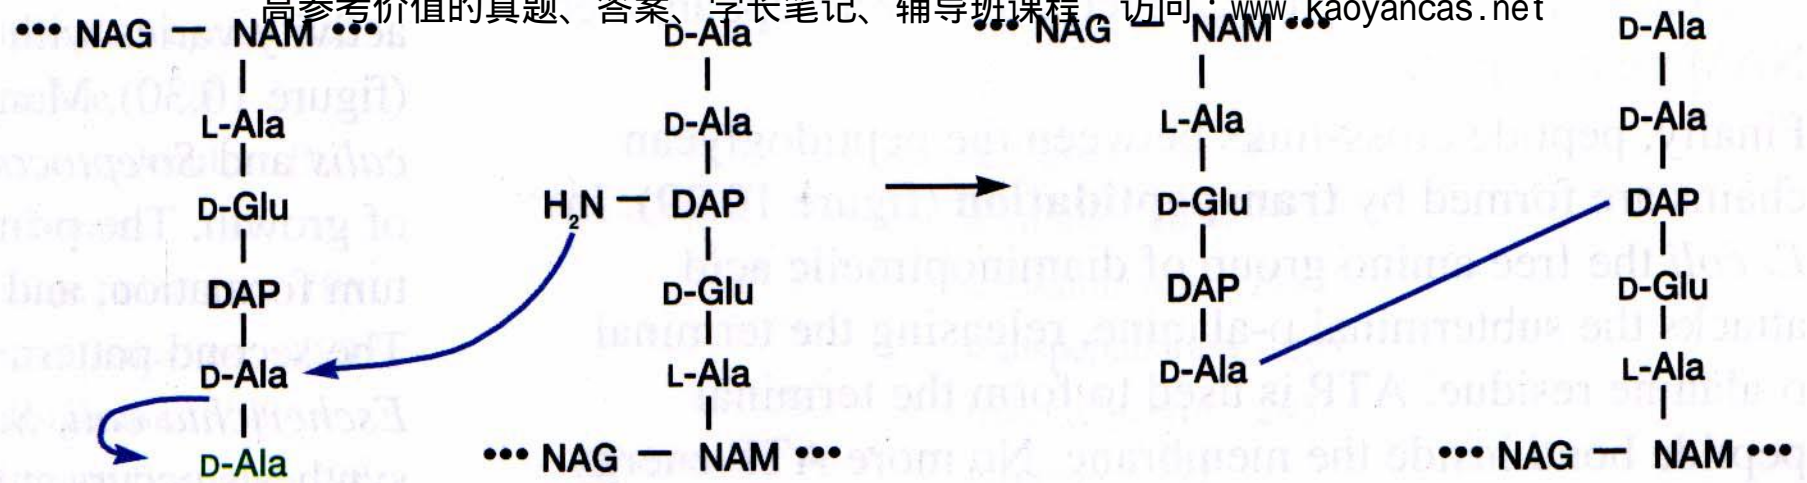 高参考价值的真题、答案、学长笔记、辅导班课程，访问：www.kaoyancas.net
••• NAG — NAM •••
L-Ala
D-Glu
DAP
D-Ala
D-Ala
D-Ala
D-Ala
H₂N — DAP
D-Glu
L-Ala
••• NAG — NAM •••
••• NAG — NAM •••
L-Ala
D-Glu
DAP
D-Ala
D-Ala
D-Ala
DAP
D-Glu
L-Ala
••• NAG — NAM •••